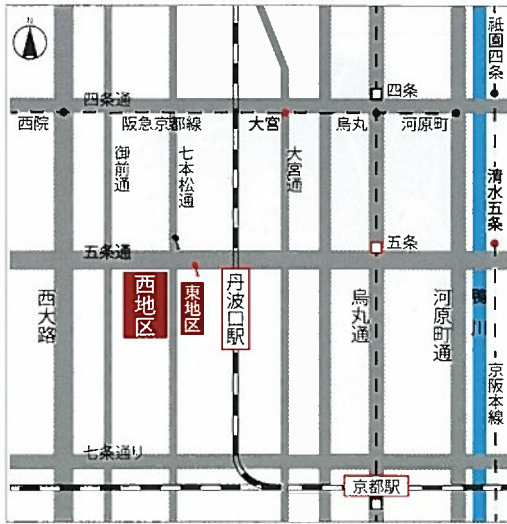 N
祇園四条
四条通
四条
西院
阪急京都線
大宮
烏丸
河原町
御前通
七本松通
大宮通
清水五条
五条通
五条
西地区
東地区
丹波口駅
西大路
烏丸通
河原町通
鴨川
京阪本線
七条通り
京都駅